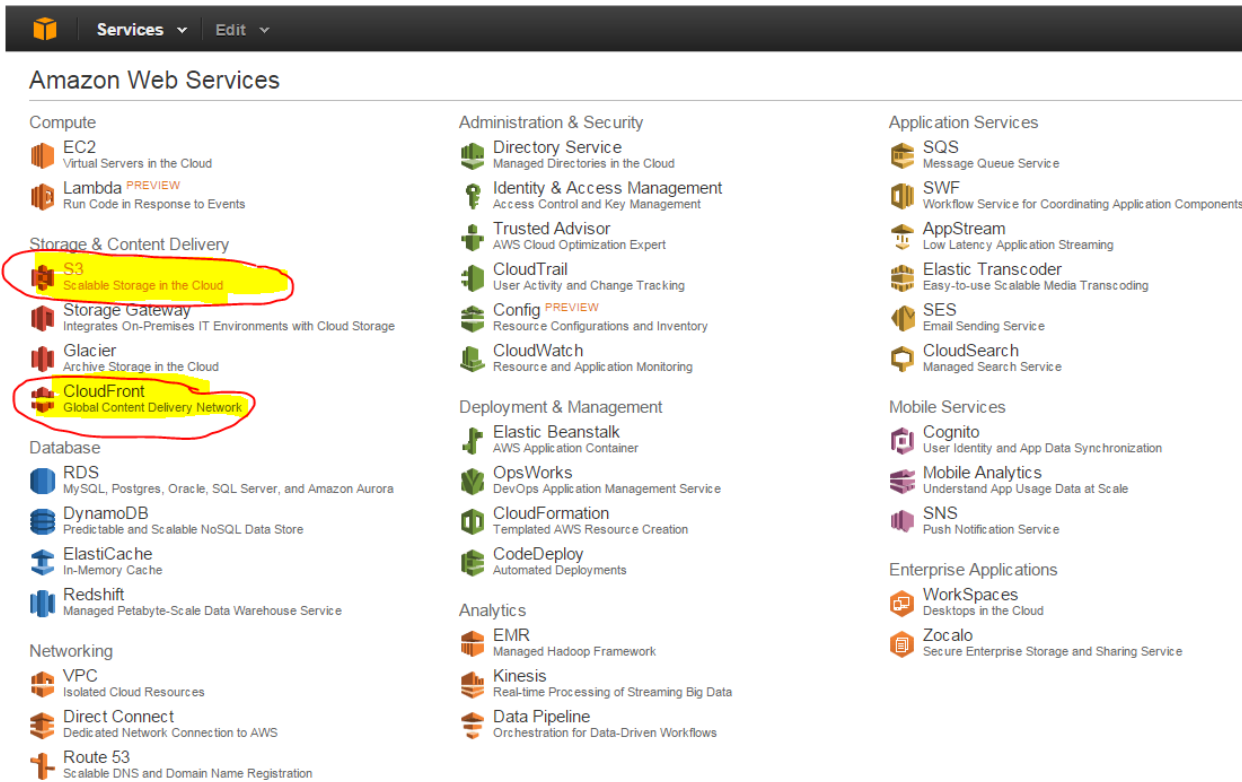 Services Edit
Amazon Web Services
Compute
EC2
Virtual Servers in the Cloud
Lambda PREVIEW
Run Code in Response to Events
Storage & Content Delivery
S3
Scalable Storage in the Cloud
Storage Gateway
Integrates On-Premises IT Environments with Cloud Storage
Glacier
Archive Storage in the Cloud
CloudFront
Global Content Delivery Network
Database
RDS
MySQL, Postgres, Oracle, SQL Server, and Amazon Aurora
DynamoDB
Predictable and Scalable NoSQL Data Store
ElastiCache
In-Memory Cache
Redshift
Managed Petabyte-Scale Data Warehouse Service
Networking
VPC
Isolated Cloud Resources
Direct Connect
Dedicated Network Connection to AWS
Route 53
Scalable DNS and Domain Name Registration
Administration & Security
Directory Service
Managed Directories in the Cloud
Identity & Access Management
Access Control and Key Management
Trusted Advisor
AWS Cloud Optimization Expert
CloudTrail
User Activity and Change Tracking
Config PREVIEW
Resource Configurations and Inventory
CloudWatch
Resource and Application Monitoring
Deployment & Management
Elastic Beanstalk
AWS Application Container
OpsWorks
DevOps Application Management Service
CloudFormation
Templated AWS Resource Creation
CodeDeploy
Automated Deployments
Analytics
EMR
Managed Hadoop Framework
Kinesis
Real-time Processing of Streaming Big Data
Data Pipeline
Orchestration for Data-Driven Workflows
Application Services
SQS
Message Queue Service
SWF
Workflow Service for Coordinating Application Components
AppStream
Low Latency Application Streaming
Elastic Transcoder
Easy-to-use Scalable Media Transcoding
SES
Email Sending Service
CloudSearch
Managed Search Service
Mobile Services
Cognito
User Identity and App Data Synchronization
Mobile Analytics
Understand App Usage Data at Scale
SNS
Push Notification Service
Enterprise Applications
WorkSpaces
Desktops in the Cloud
Zocalo
Secure Enterprise Storage and Sharing Service